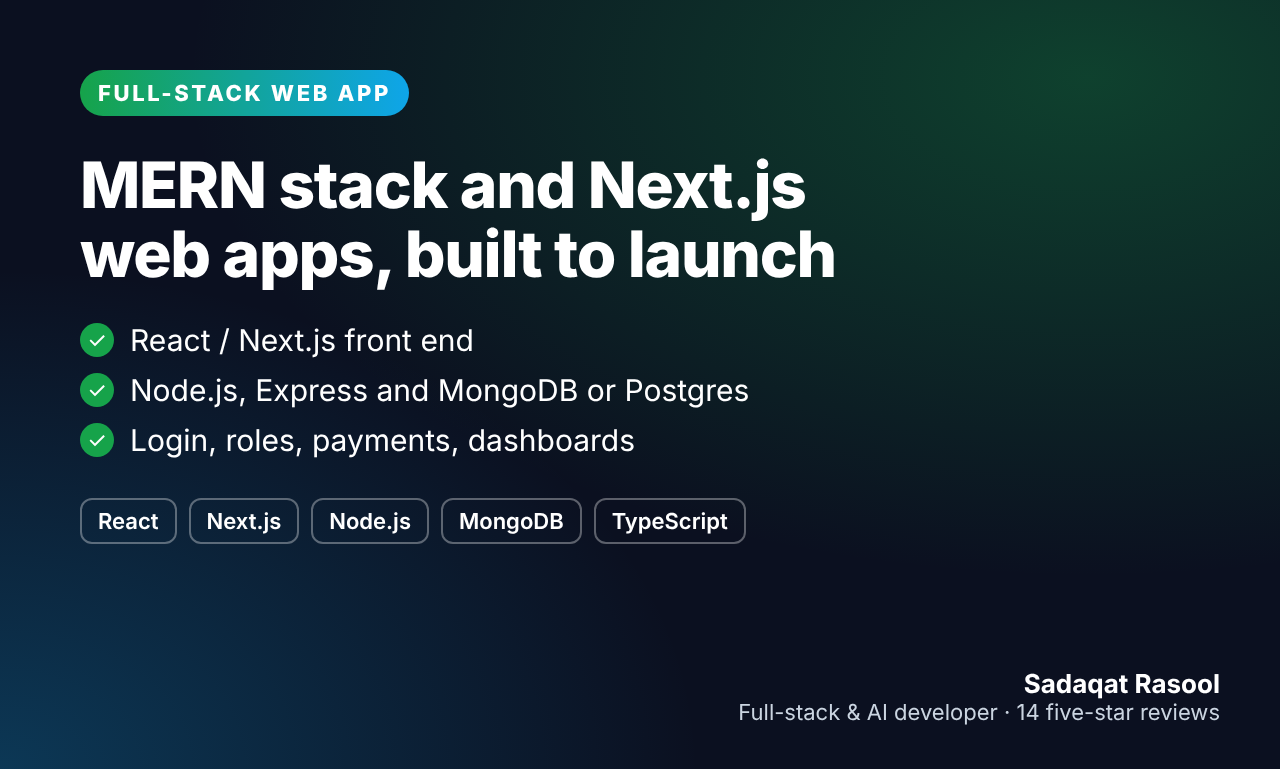 FULL-STACK WEB APP
MERN stack and Next.js
web apps, built to launch
React / Next.js front end
Node.js, Express and MongoDB or Postgres
Login, roles, payments, dashboards
React Next.js Node.js MongoDB TypeScript
Sadaqat Rasool
Full-stack & AI developer · 14 five-star reviews